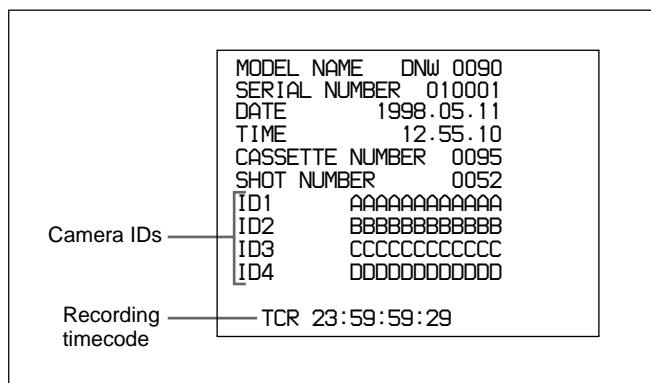 MODEL NAME DNW 0090
SERIAL NUMBER 010001
DATE 1998.05.11
TIME 12.55.10
CASSETTE NUMBER 0095
SHOT NUMBER 0052
ID1 AAAAAAAAAAAA
ID2 BBBBBBBBBBBB
ID3 CCCCCCCCCCCC
ID4 DDDDDDDDDDDD
Camera IDs
TCR 23:59:59:29
Recording
timecode